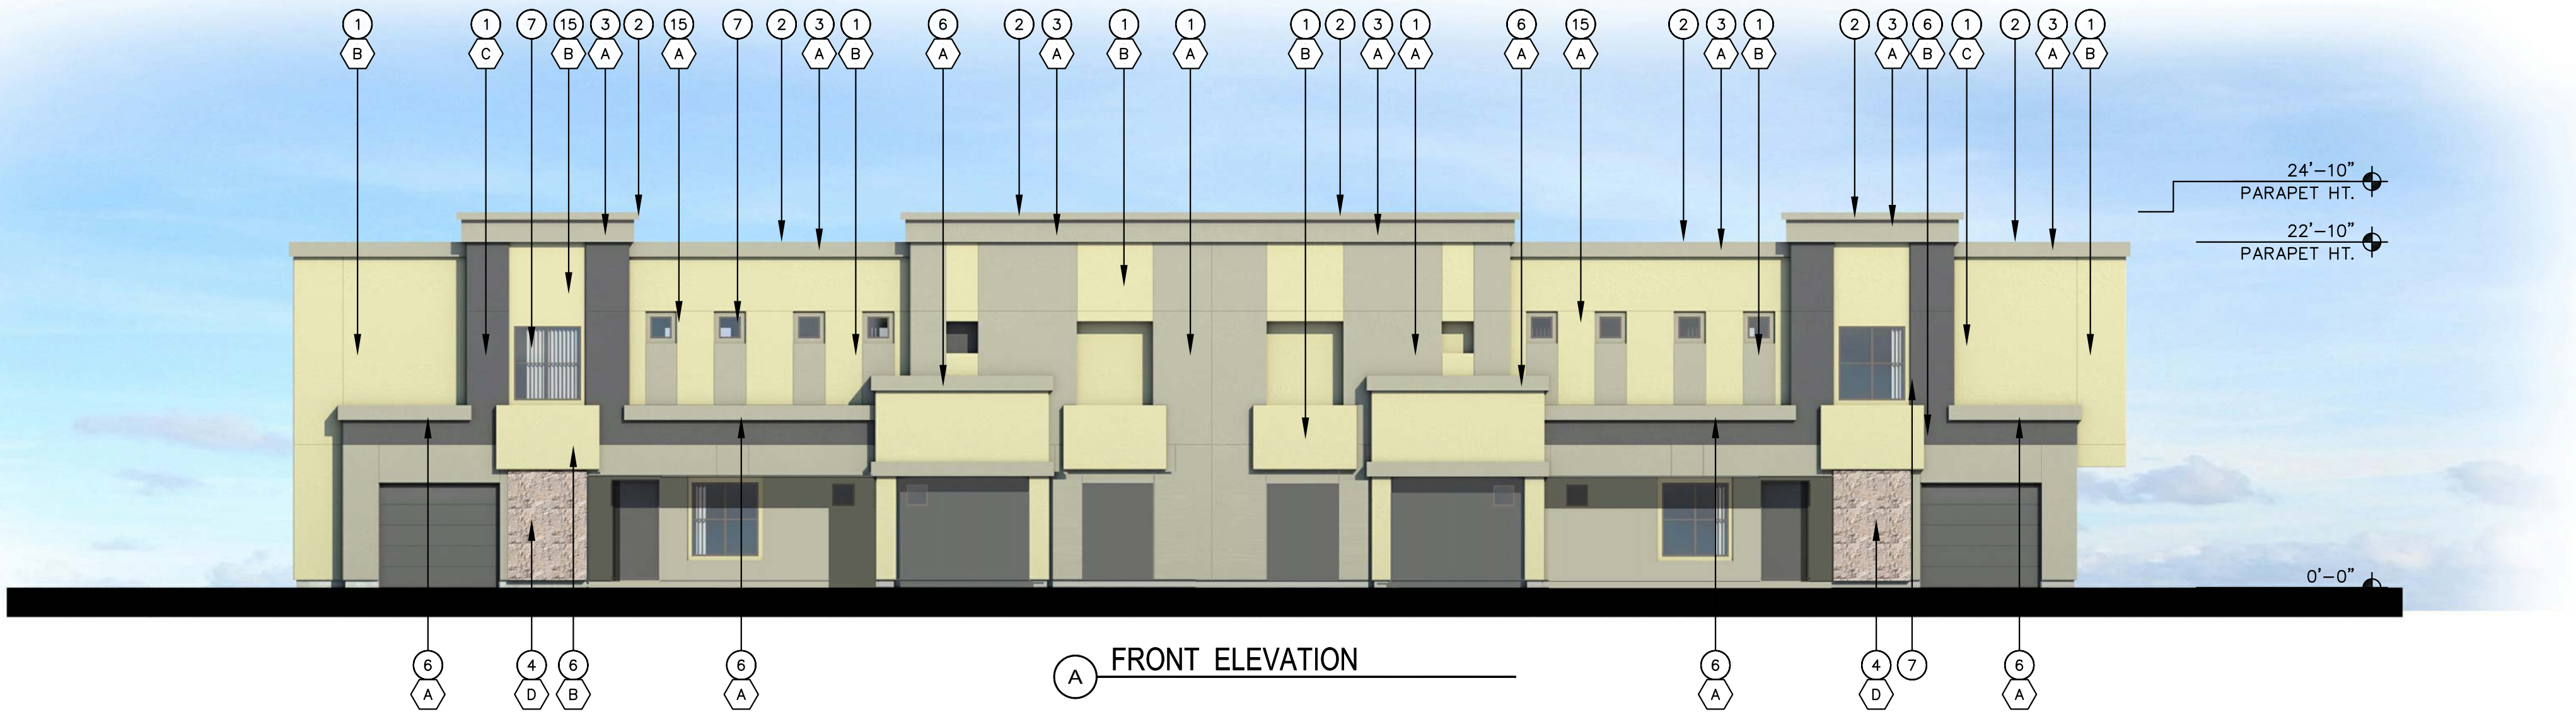 1 1 7 15 3 2 15 7 2 3 1 6 2 3 1 1 1 2 3 1 6 15 2 3 1 2 3 6 1 2 3 1
B C B A A A B A A B A B A A A A A B A B C A B
24'-10"
PARAPET HT.
22'-10"
PARAPET HT.
0'-0"
6 4 6 6 6 4 7 6
A D B A A D A
A FRONT ELEVATION